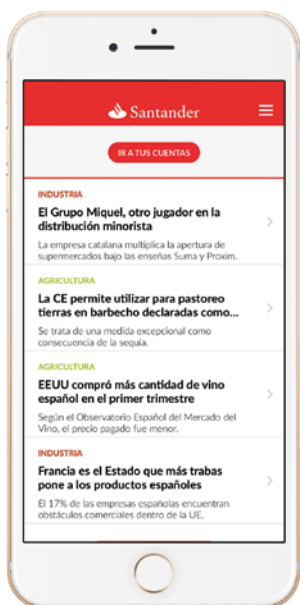 Santander
IR A TUS CUENTAS
INDUSTRIA
El Grupo Miquel, otro jugador en la
distribución minorista
La empresa catalana multiplica la apertura de
supermercados bajo las enseñas Suma y Proxim.
AGRICULTURA
La CE permite utilizar para pastoreo
tierras en barbecho declaradas como...
Se trata de una medida excepcional como
consecuencia de la sequía.
AGRICULTURA
EEUU compró más cantidad de vino
español en el primer trimestre
Según el Observatorio Español del Mercado del
Vino, el precio pagado fue menor.
INDUSTRIA
Francia es el Estado que más trabas
pone a los productos españoles
El 17% de las empresas españolas encuentran
obstáculos comerciales dentro de la UE.